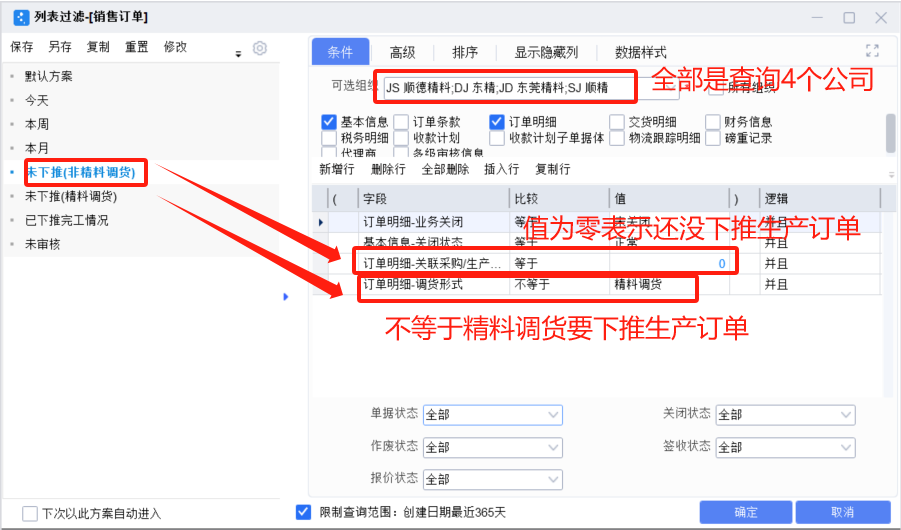 列表过滤-[销售订单]
保存 另存 复制 重置 修改
默认方案
今天
本周
本月
未下推(非精料调货)
未下推(精料调货)
已下推完工情况
未审核
下次以此方案自动进入
条件 高级 排序 显示隐藏列 数据样式
可选组织 JS 顺德精料;DJ 东精;JD 东莞精料;SJ 顺精 所有组织
全部是查询4个公司
基本信息 订单条款 订单明细 交货明细 财务信息
税务明细 收款计划 收款计划子单据体 物流跟踪明细 磅重记录
代理商 各级审核信息
新增行 删除行 全部删除 插入行 复制行
( 字段 比较 值 ) 逻辑
订单明细-业务关闭 等于 未关闭 并且
值为零表示还没下推生产订单
基本信息-关闭状态 等于 正常 并且
订单明细-关联采购/生产... 等于 0 并且
订单明细-调货形式 不等于 精料调货 并且
不等于精料调货要下推生产订单
单据状态 全部 关闭状态 全部
作废状态 全部 签收状态 全部
报价状态 全部
限制查询范围：创建日期最近365天
确定 取消